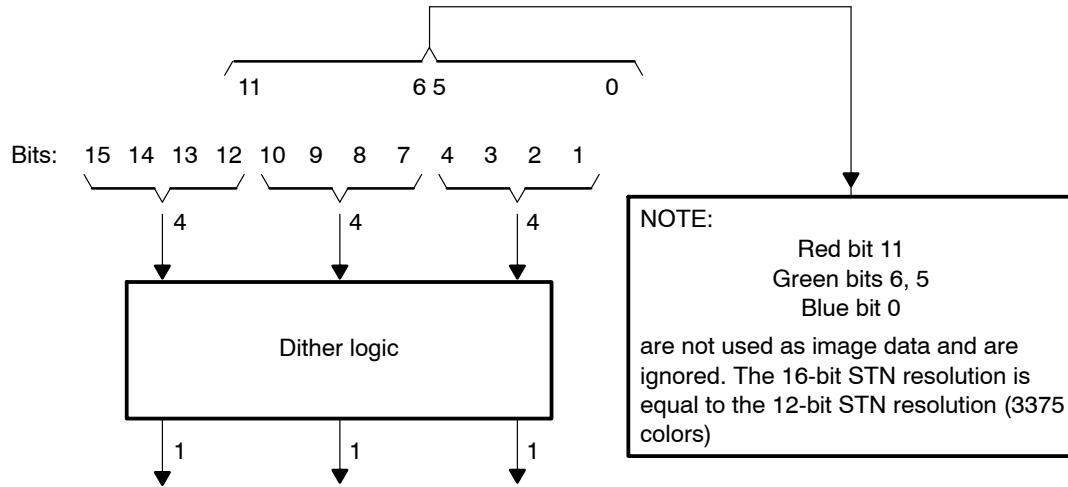 11 6 5 0
Bits: 15 14 13 12 10 9 8 7 4 3 2 1
4 4 4
Dither logic
1 1 1
NOTE:
Red bit 11
Green bits 6, 5
Blue bit 0
are not used as image data and are
ignored. The 16-bit STN resolution is
equal to the 12-bit STN resolution (3375
colors)